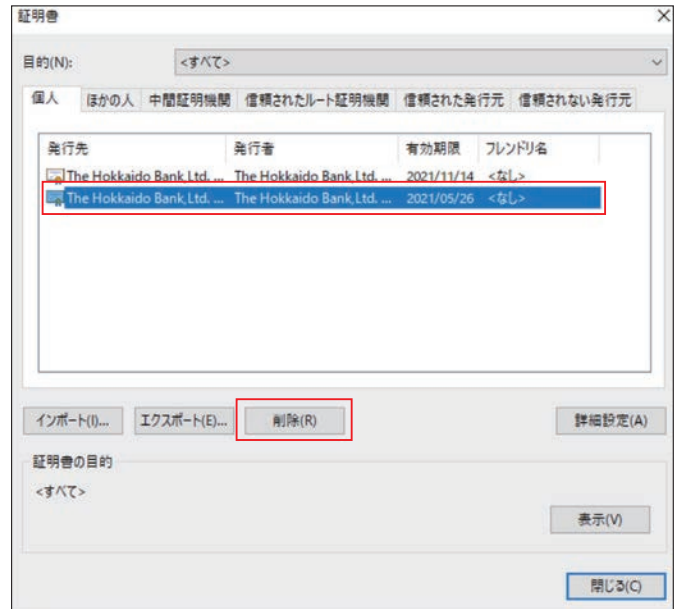 証明書
目的(N): <すべて>
個人 ほかの人 中間証明機関 信頼されたルート証明機関 信頼された発行元 信頼されない発行元
発行先 発行者 有効期限 フレンドリ名
The Hokkaido Bank,Ltd. ... The Hokkaido Bank,Ltd. ... 2021/11/14 <なし>
The Hokkaido Bank,Ltd. ... The Hokkaido Bank,Ltd. ... 2021/05/26 <なし>
インポート(I)... エクスポート(E)... 削除(R) 詳細設定(A)
証明書の目的
<すべて>
表示(V)
閉じる(C)